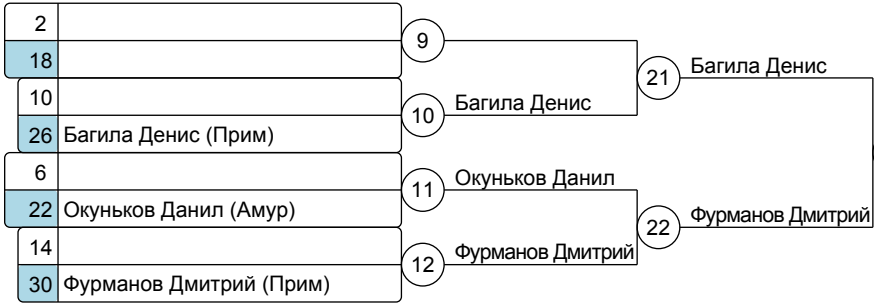 2
18
9
10
26 Багила Денис (Прим)
10
Багила Денис
21
Багила Денис
6
22 Окуньков Данил (Амур)
11
Окуньков Данил
14
30 Фурманов Дмитрий (Прим)
12
Фурманов Дмитрий
22
Фурманов Дмитрий